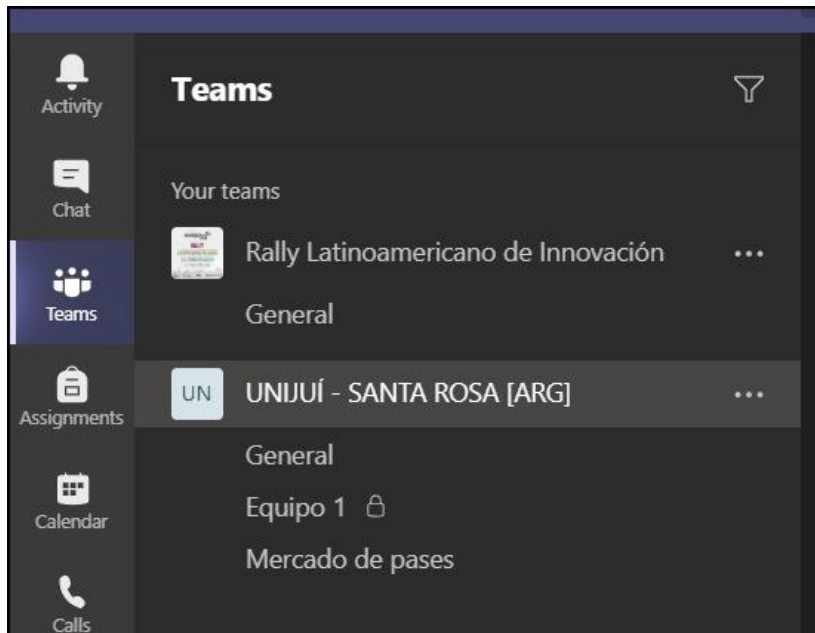 Activity
Chat
Teams
Assignments
Calendar
Calls
Teams
Your teams
Rally Latinoamericano de Innovación
General
UN
UNIJUÍ - SANTA ROSA [ARG]
General
Equipo 1
Mercado de pases